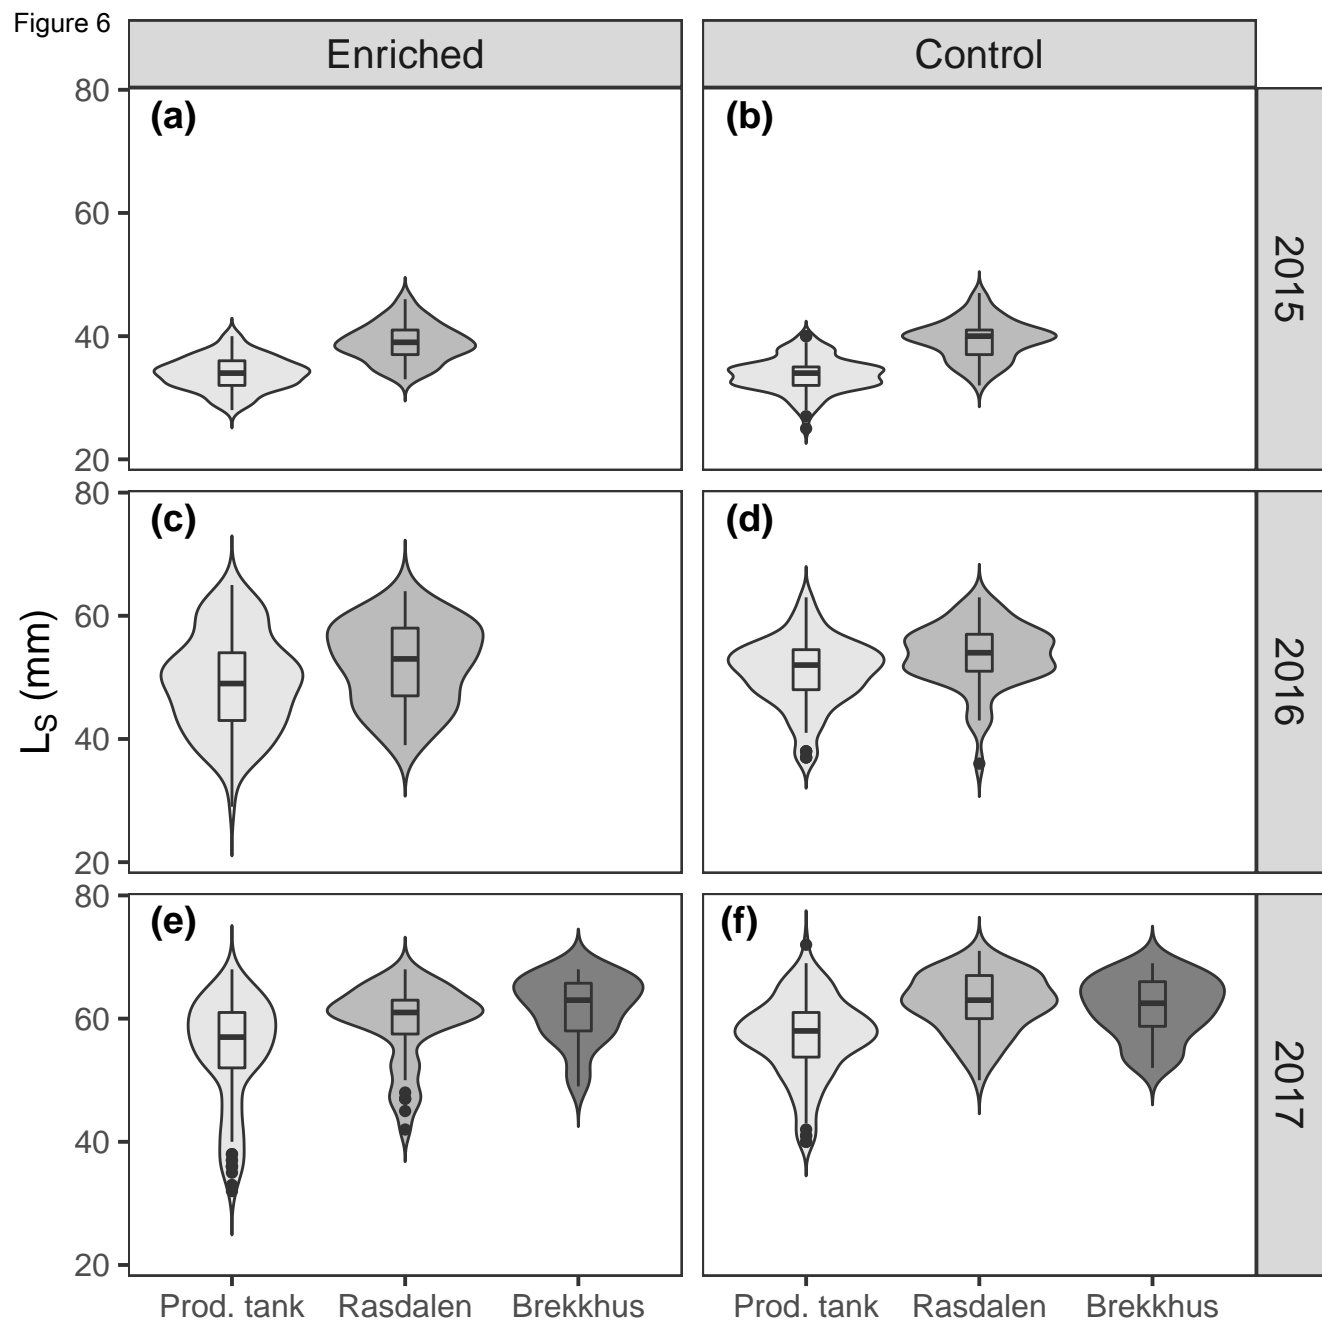 Figure 6
Enriched
Control
80
60
40
20
(a)
(b)
2015
80
60
40
20
(c)
(d)
2016
LS (mm)
80
60
40
20
(e)
(f)
2017
Prod. tank Rasdalen Brekkhus
Prod. tank Rasdalen Brekkhus